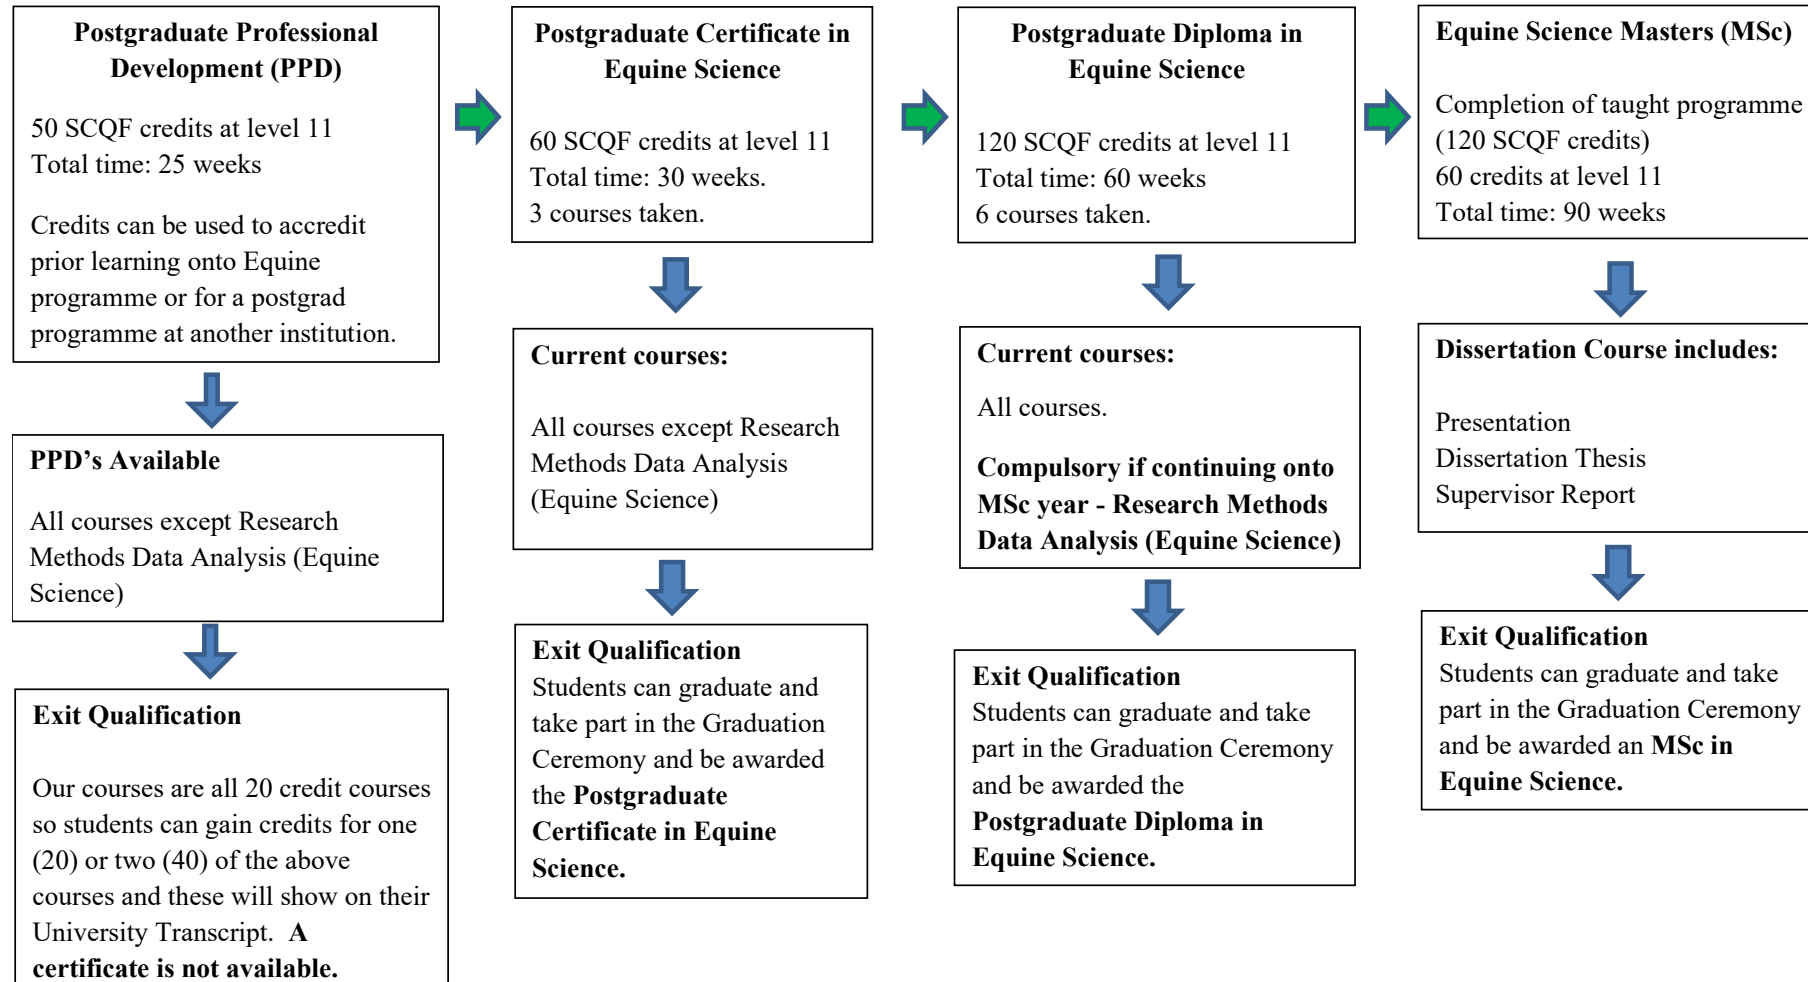 Postgraduate Professional
Development (PPD)
50 SCQF credits at level 11
Total time: 25 weeks
Credits can be used to accredit
prior learning onto Equine
programme or for a postgrad
programme at another institution.
PPD’s Available
All courses except Research
Methods Data Analysis (Equine
Science)
Exit Qualification
Our courses are all 20 credit courses
so students can gain credits for one
(20) or two (40) of the above
courses and these will show on their
University Transcript. A
certificate is not available.
Postgraduate Certificate in
Equine Science
60 SCQF credits at level 11
Total time: 30 weeks.
3 courses taken.
Current courses:
All courses except Research
Methods Data Analysis
(Equine Science)
Exit Qualification
Students can graduate and
take part in the Graduation
Ceremony and be awarded
the Postgraduate
Certificate in Equine
Science.
Postgraduate Diploma in
Equine Science
120 SCQF credits at level 11
Total time: 60 weeks
6 courses taken.
Current courses:
All courses.
Compulsory if continuing onto
MSc year - Research Methods
Data Analysis (Equine Science)
Exit Qualification
Students can graduate and take
part in the Graduation Ceremony
and be awarded the
Postgraduate Diploma in
Equine Science.
Equine Science Masters (MSc)
Completion of taught programme
(120 SCQF credits)
60 credits at level 11
Total time: 90 weeks
Dissertation Course includes:
Presentation
Dissertation Thesis
Supervisor Report
Exit Qualification
Students can graduate and take
part in the Graduation Ceremony
and be awarded an MSc in
Equine Science.